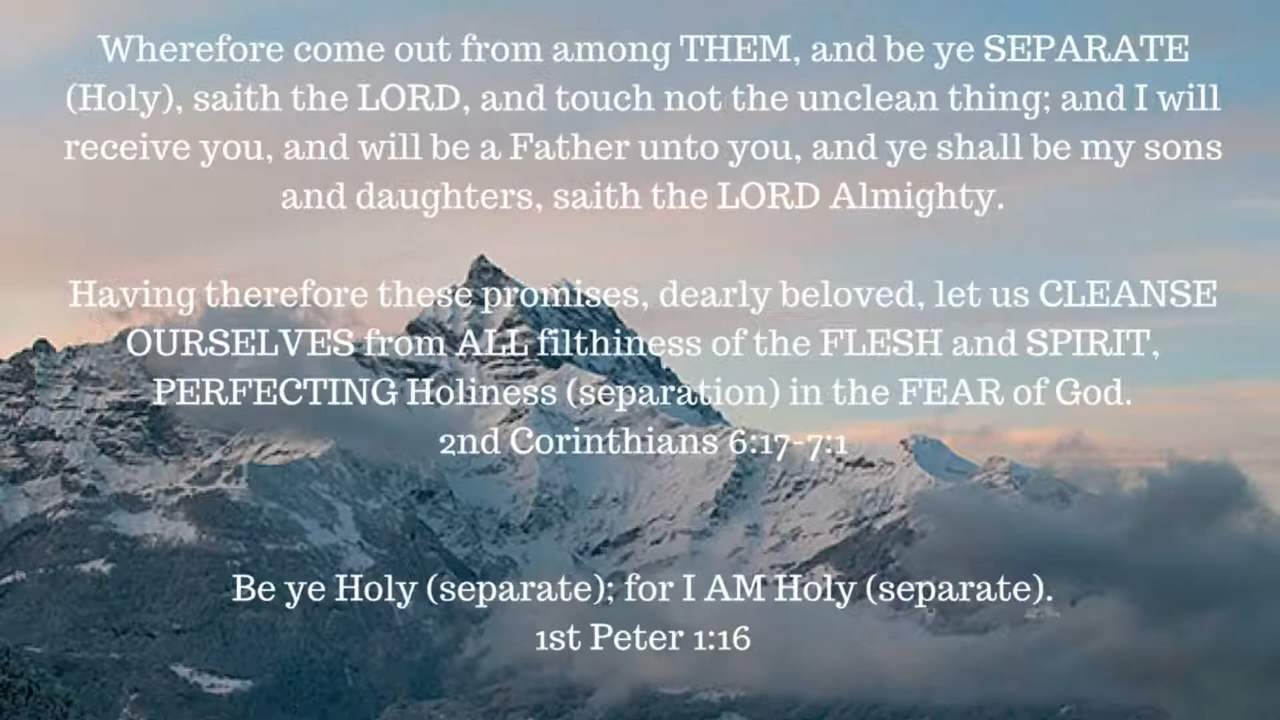 Wherefore come out from among THEM, and be ye SEPARATE
(Holy), saith the LORD, and touch not the unclean thing; and I will
receive you, and will be a Father unto you, and ye shall be my sons
and daughters, saith the LORD Almighty.
Having therefore these promises, dearly beloved, let us CLEANSE
OURSELVES from ALL filthiness of the FLESH and SPIRIT,
PERFECTING Holiness (separation) in the FEAR of God.
2nd Corinthians 6:17-7:1
Be ye Holy (separate); for I AM Holy (separate).
1st Peter 1:16